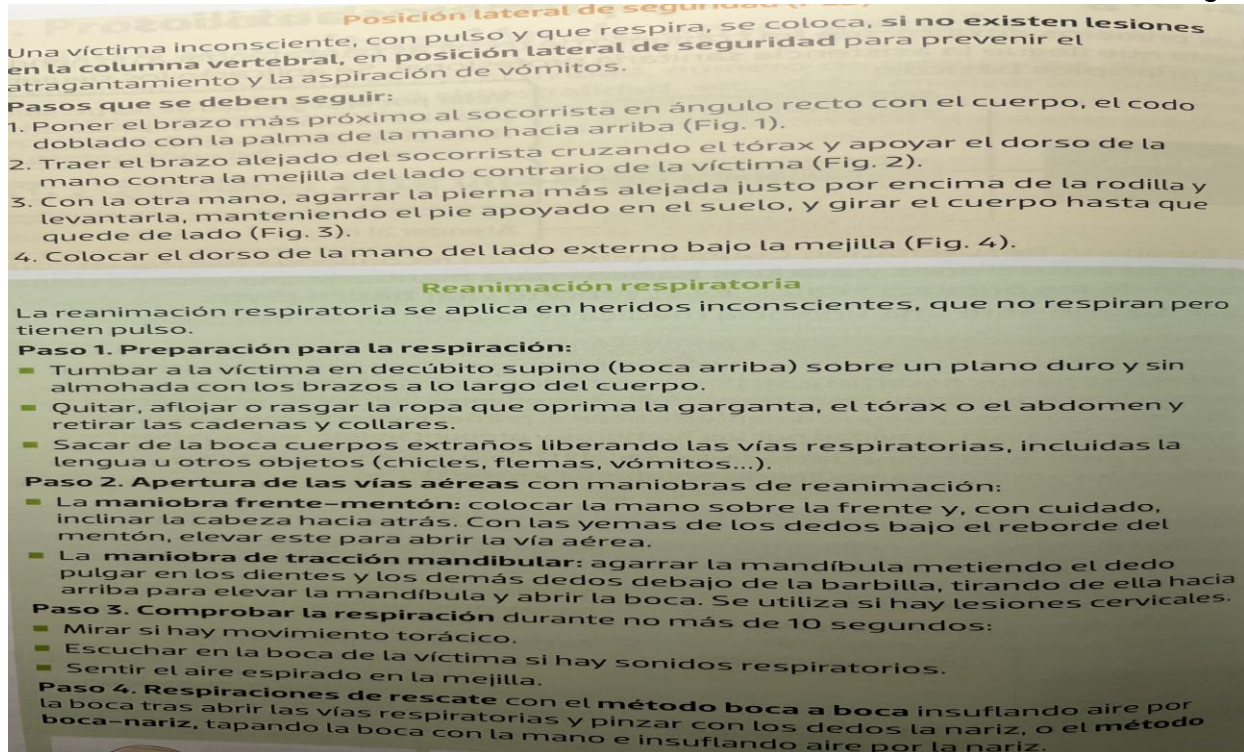 Posición lateral de seguridad
Una víctima inconsciente, con pulso y que respira, se coloca, si no existen lesiones
en la columna vertebral, en posición lateral de seguridad para prevenir el
atragantamiento y la aspiración de vómitos.
Pasos que se deben seguir:
1. Poner el brazo más próximo al socorrista en ángulo recto con el cuerpo, el codo
doblado con la palma de la mano hacia arriba (Fig. 1).
2. Traer el brazo alejado del socorrista cruzando el tórax y apoyar el dorso de la
mano contra la mejilla del lado contrario de la víctima (Fig. 2).
3. Con la otra mano, agarrar la pierna más alejada justo por encima de la rodilla y
levantarla, manteniendo el pie apoyado en el suelo, y girar el cuerpo hasta que
quede de lado (Fig. 3).
4. Colocar el dorso de la mano del lado externo bajo la mejilla (Fig. 4).
Reanimación respiratoria
La reanimación respiratoria se aplica en heridos inconscientes, que no respiran pero
tienen pulso.
Paso 1. Preparación para la respiración:
▪ Tumbar a la víctima en decúbito supino (boca arriba) sobre un plano duro y sin
almohada con los brazos a lo largo del cuerpo.
▪ Quitar, aflojar o rasgar la ropa que oprima la garganta, el tórax o el abdomen y
retirar las cadenas y collares.
▪ Sacar de la boca cuerpos extraños liberando las vías respiratorias, incluidas la
lengua u otros objetos (chicles, flemas, vómitos...).
Paso 2. Apertura de las vías aéreas con maniobras de reanimación:
▪ La maniobra frente-mentón: colocar la mano sobre la frente y, con cuidado,
inclinar la cabeza hacia atrás. Con las yemas de los dedos bajo el reborde del
mentón, elevar este para abrir la vía aérea.
▪ La maniobra de tracción mandibular: agarrar la mandíbula metiendo el dedo
pulgar en los dientes y los demás dedos debajo de la barbilla, tirando de ella hacia
arriba para elevar la mandíbula y abrir la boca. Se utiliza si hay lesiones cervicales.
Paso 3. Comprobar la respiración durante no más de 10 segundos:
▪ Mirar si hay movimiento torácico.
▪ Escuchar en la boca de la víctima si hay sonidos respiratorios.
▪ Sentir el aire espirado en la mejilla.
Paso 4. Respiraciones de rescate con el método boca a boca insuflando aire por
la boca tras abrir las vías respiratorias y pinzar con los dedos la nariz, o el método
boca-nariz, tapando la boca con la mano e insuflando aire por la nariz.